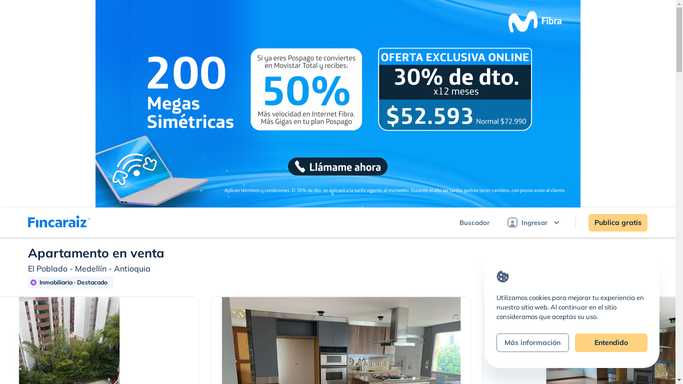 Fibra
200
Megas
Simétricas
Si ya eres Pospago te conviertes
en Movistar Total y recibes.
50%
Más velocidad en Internet Fibra.
Más Gigas en tu plan Pospago
OFERTA EXCLUSIVA ONLINE
30% de dto.
x12 meses
$52.593 Normal $72.990
Llámame ahora
Fincaraiz
Buscador
Ingresar
Publica gratis
Apartamento en venta
El Poblado - Medellín - Antioquia
Inmobiliaria · Destacado
Utilizamos cookies para mejorar tu experiencia en
nuestro sitio web. Al continuar en el sitio
consideramos que aceptas su uso.
Más información
Entendido